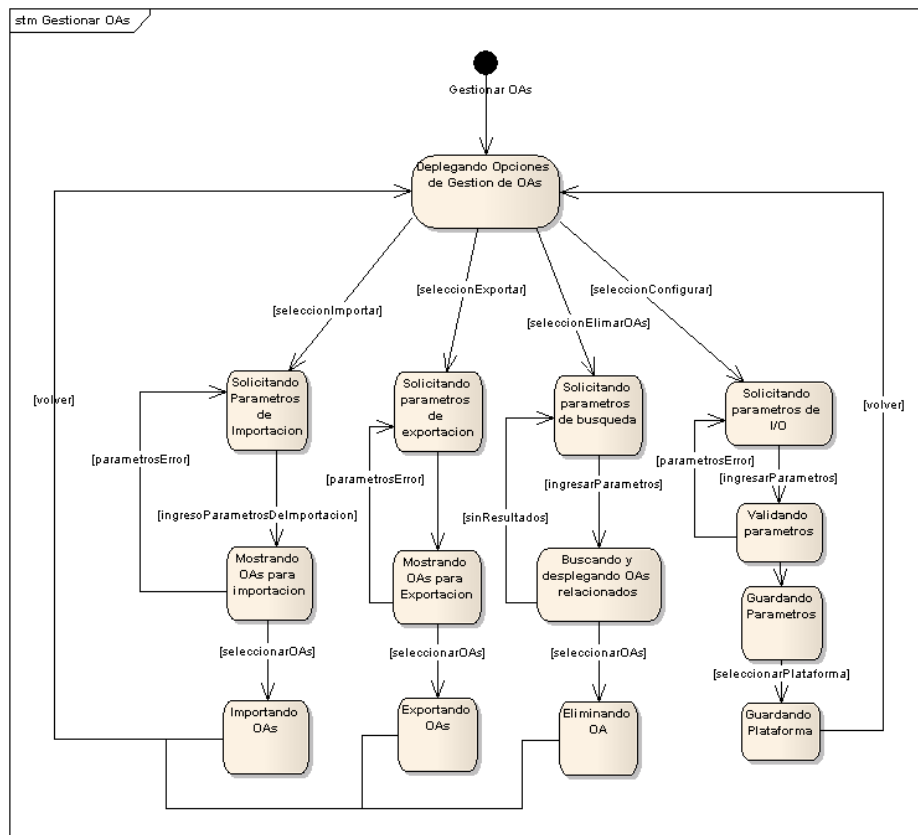 stm Gestionar OAs
Gestionar OAs
Deplegando Opciones
de Gestion de OAs
[seleccionImportar]
[seleccionExportar]
[seleccionElimarOAs]
[seleccionConfigurar]
Solicitando
Parametros
de
Importacion
Solicitando
parametros
de
exportacion
Solicitando
parametros
de busqueda
Solicitando
parametros de
I/O
[volver]
[volver]
[parametrosError]
[parametrosError]
[sinResultados]
[parametrosError]
[ingresoParametrosDeImportacion]
[ingresarParametros]
[ingresarParametros]
Mostrando
OAs para
importacion
Mostrando
OAs para
Exportacion
Buscando y
desplegando OAs
relacionados
Validando
parametros
Guardando
Parametros
[seleccionarOAs]
[seleccionarOAs]
[seleccionarOAs]
[seleccionarPlataforma]
Importando
OAs
Exportando
OAs
Eliminando
OA
Guardando
Plataforma